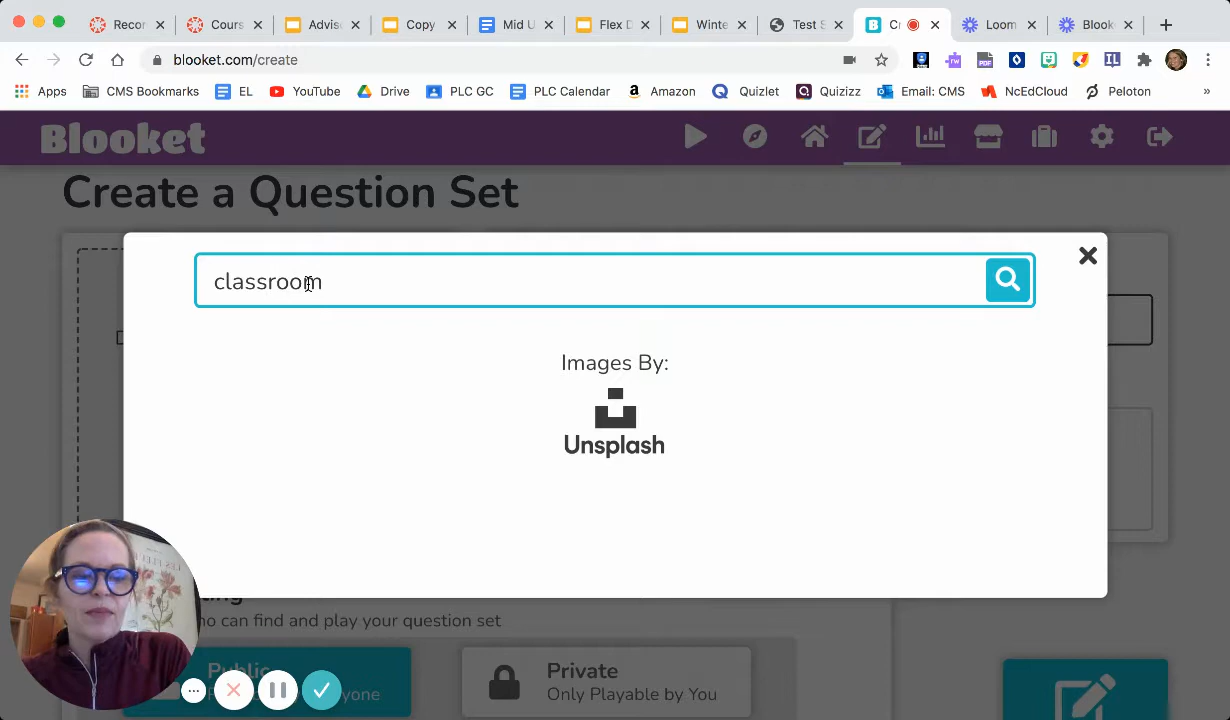 Recor
Cours
Advis
Copy
Mid U
Flex D
Winte
Test S
Loom
Blook
blooket.com/create
Apps
CMS Bookmarks
EL
YouTube
Drive
PLC GC
PLC Calendar
Amazon
Quizlet
Quizizz
Email: CMS
NcEdCloud
Peloton
»
Blooket
Create a Question Set
classroom
Images By:
Unsplash
ho can find and play your question set
Public
yone
Private
Only Playable by You